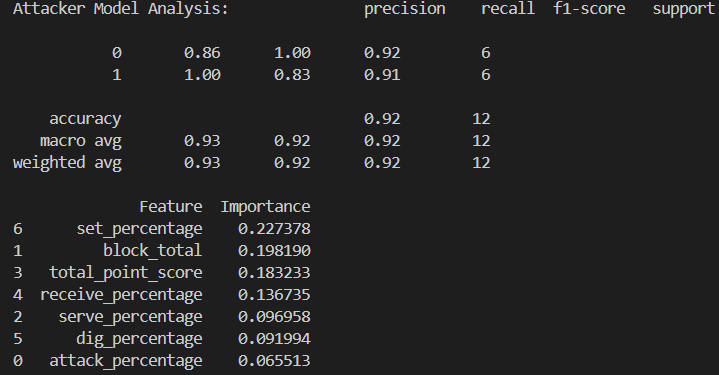 Attacker Model Analysis:              precision    recall  f1-score   support
           0       0.86      1.00      0.92         6
           1       1.00      0.83      0.91         6
    accuracy                           0.92        12
   macro avg       0.93      0.92      0.92        12
weighted avg       0.93      0.92      0.92        12
              Feature  Importance
6      set_percentage    0.227378
1         block_total    0.198190
3   total_point_score    0.183233
4  receive_percentage    0.136735
2    serve_percentage    0.096958
5      dig_percentage    0.091994
0   attack_percentage    0.065513